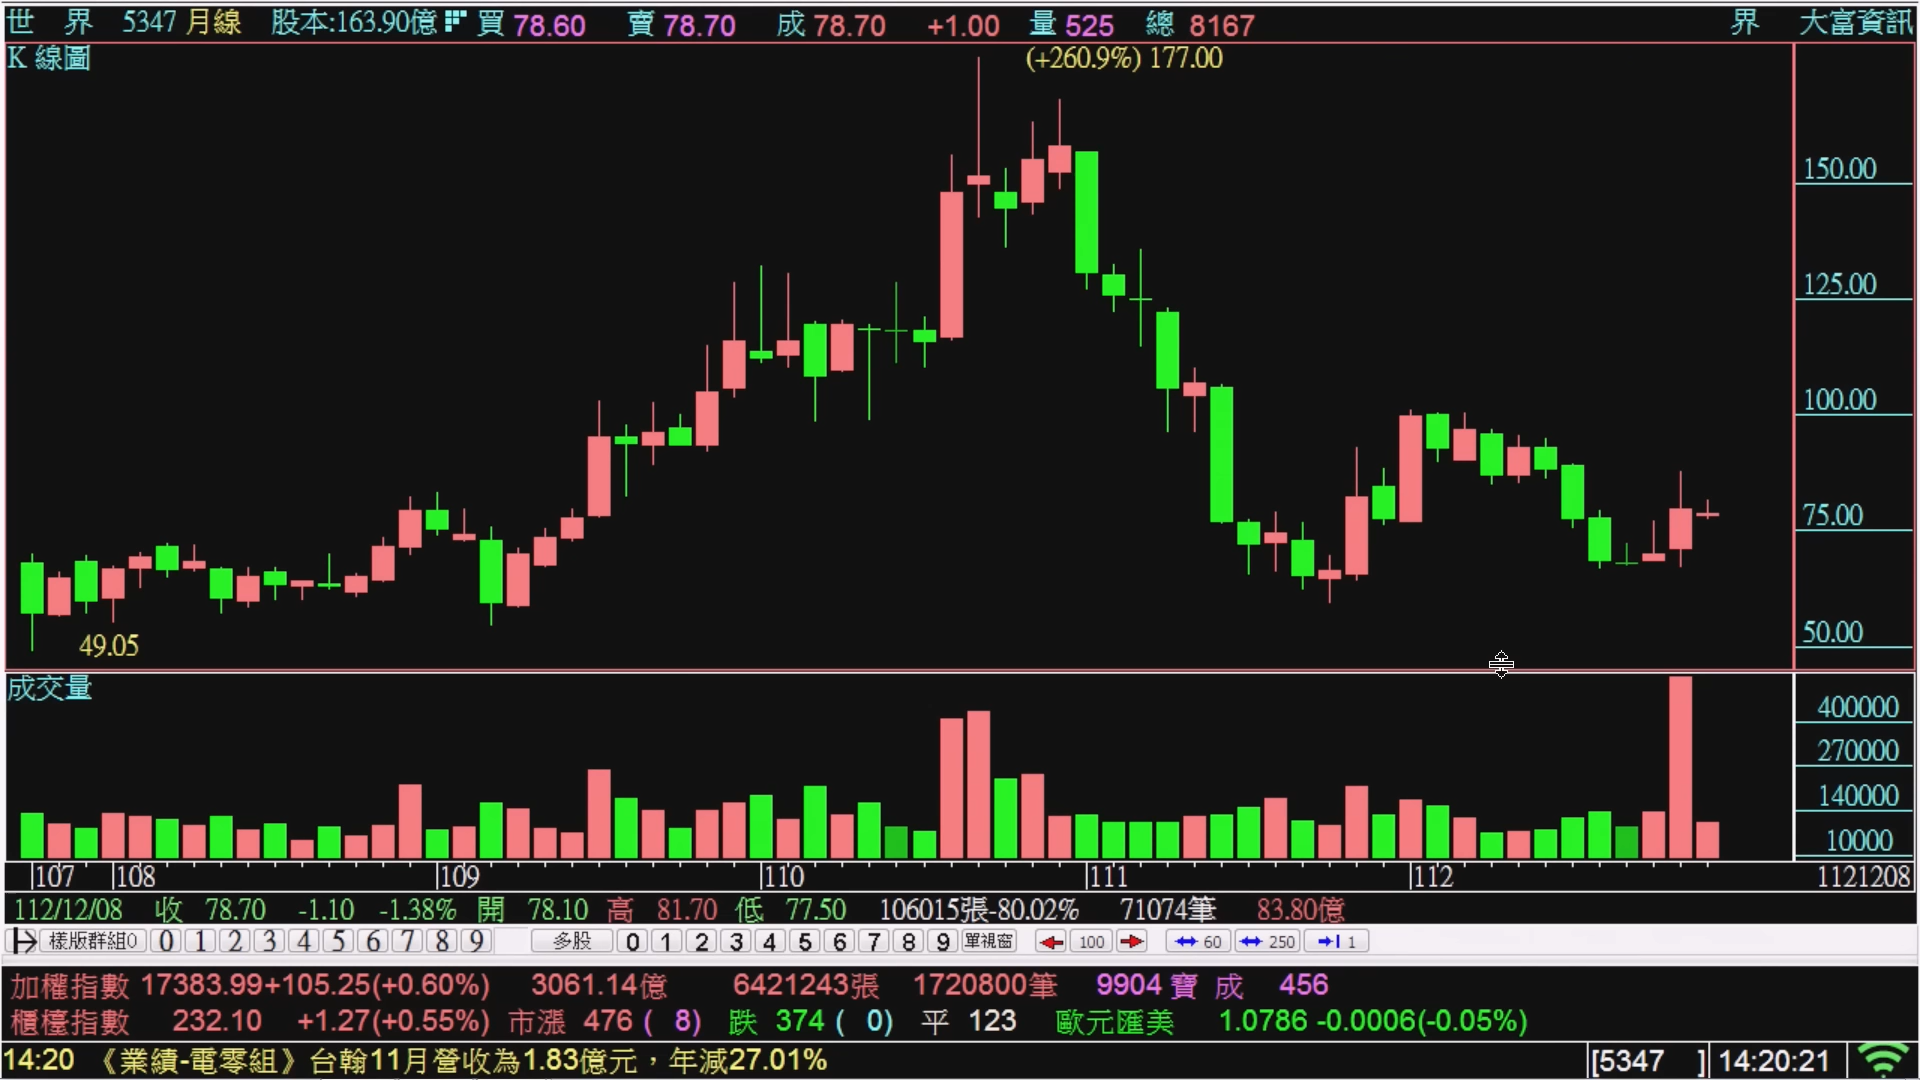 世 界 5347 月線 股本:163.90億 買 78.60 賣 78.70 成 78.70 +1.00 量 525 總 8167 界 大富資訊
K 線圖
(+260.9%) 177.00
150.00
125.00
100.00
75.00
50.00
49.05
成交量
400000
270000
140000
10000
107 108 109 110 111 112 1121208
112/12/08 收 78.70 -1.10 -1.38% 開 78.10 高 81.70 低 77.50 106015張-80.02% 71074筆 83.80億
樣版群組0 0 1 2 3 4 5 6 7 8 9 多股 0 1 2 3 4 5 6 7 8 9 單視窗 100 60 250 1
加權指數 17383.99+105.25(+0.60%) 3061.14億 6421243張 1720800筆 9904 寶 成 456
櫃檯指數 232.10 +1.27(+0.55%) 市漲 476 ( 8) 跌 374 ( 0) 平 123 歐元匯美 1.0786 -0.0006(-0.05%)
14:20 《業績-電零組》台翰11月營收為1.83億元，年減27.01% [5347 ] 14:20:21